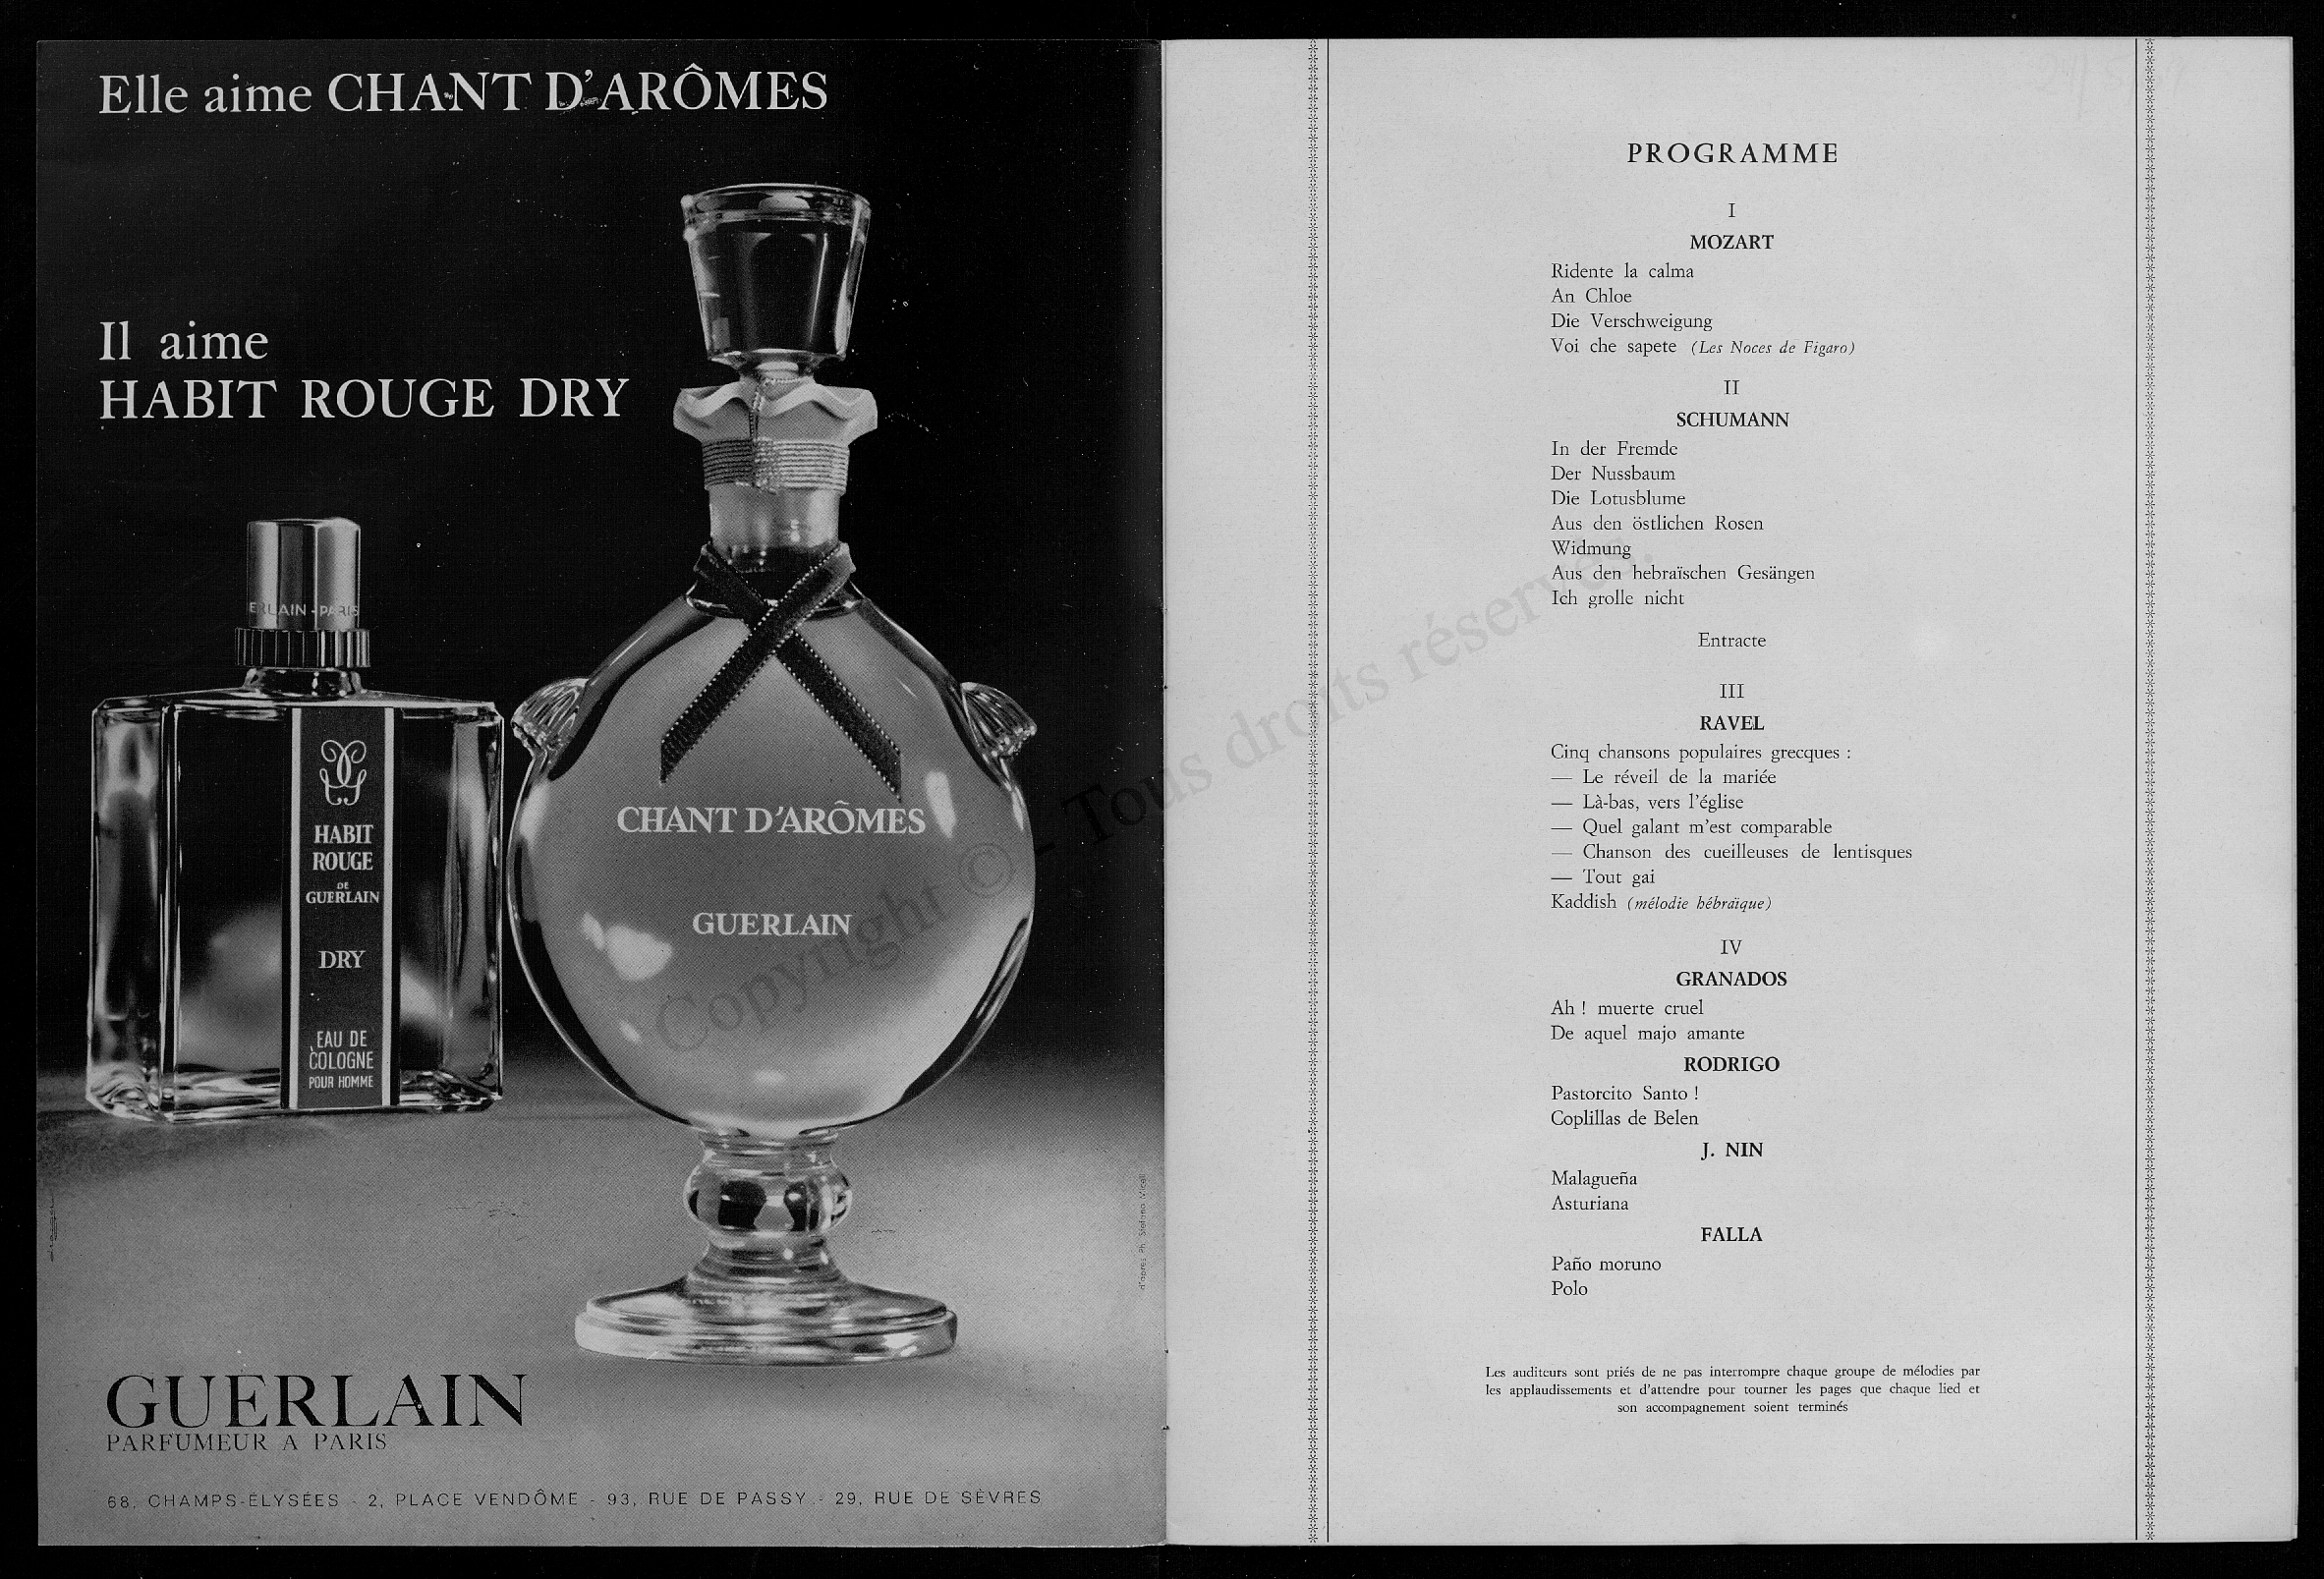 Elle aime CHANT D'ARÔMES
Il aime
HABIT ROUGE DRY
ERLAIN - PARIS
HABIT
ROUGE
DE
GUERLAIN
DRY
EAU DE
COLOGNE
POUR HOMME
CHANT D'ARÔMES
GUERLAIN
d'après Ph. Stefano Miceli
GUERLAIN
PARFUMEUR A PARIS
68, CHAMPS-ÉLYSÉES - 2, PLACE VENDÔME - 93, RUE DE PASSY - 29, RUE DE SÈVRES
Copyright © - Tous droits réservés.
PROGRAMME
I
MOZART
Ridente la calma
An Chloe
Die Verschweigung
Voi che sapete (Les Noces de Figaro)
II
SCHUMANN
In der Fremde
Der Nussbaum
Die Lotusblume
Aus den östlichen Rosen
Widmung
Aus den hebraïschen Gesängen
Ich grolle nicht
Entracte
III
RAVEL
Cinq chansons populaires grecques :
— Le réveil de la mariée
— Là-bas, vers l'église
— Quel galant m'est comparable
— Chanson des cueilleuses de lentisques
— Tout gai
Kaddish (mélodie hébraïque)
IV
GRANADOS
Ah ! muerte cruel
De aquel majo amante
RODRIGO
Pastorcito Santo !
Coplillas de Belen
J. NIN
Malagueña
Asturiana
FALLA
Paño moruno
Polo
Les auditeurs sont priés de ne pas interrompre chaque groupe de mélodies par
les applaudissements et d'attendre pour tourner les pages que chaque lied et
son accompagnement soient terminés